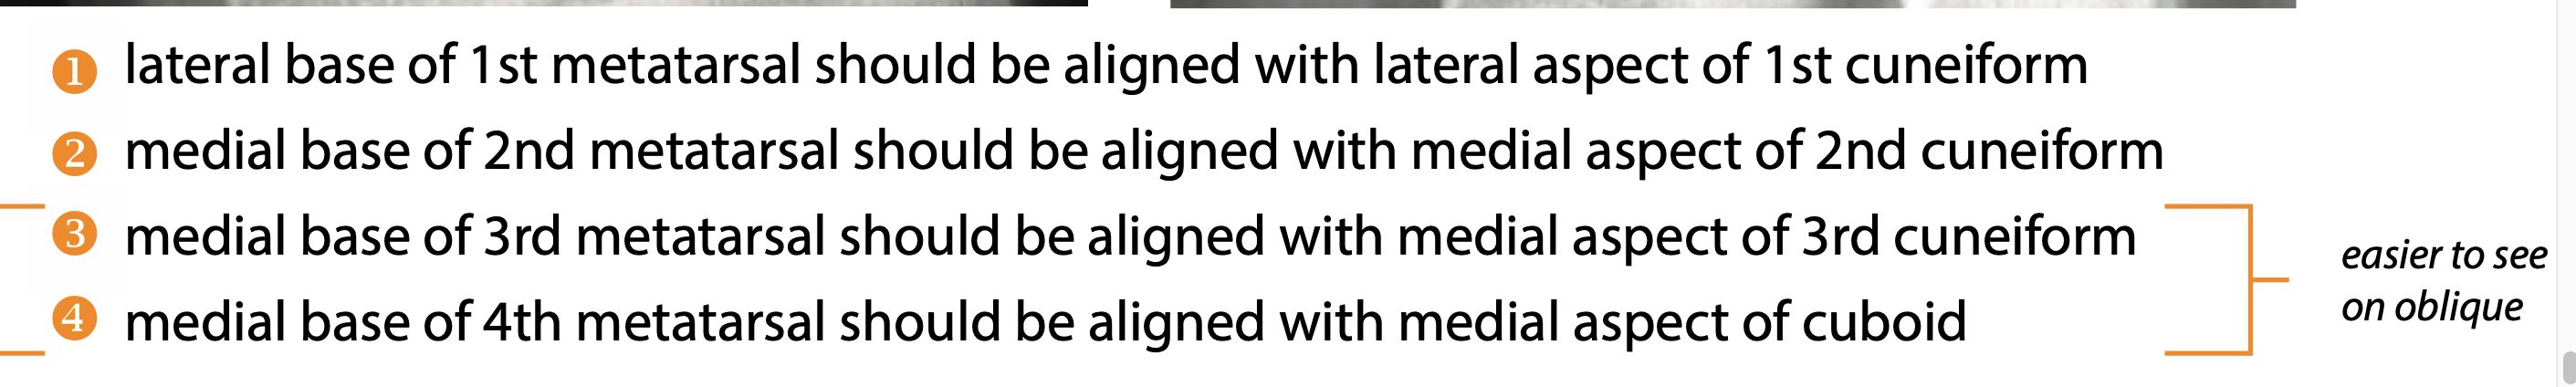 1 lateral base of 1st metatarsal should be aligned with lateral aspect of 1st cuneiform
2 medial base of 2nd metatarsal should be aligned with medial aspect of 2nd cuneiform
3 medial base of 3rd metatarsal should be aligned with medial aspect of 3rd cuneiform
4 medial base of 4th metatarsal should be aligned with medial aspect of cuboid
easier to see
on oblique